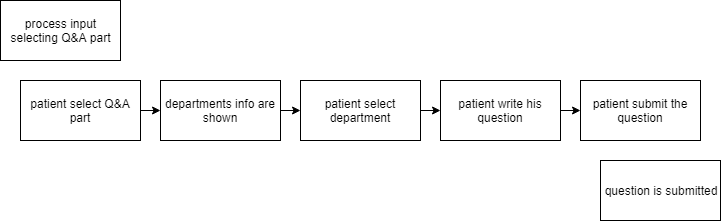 process input
selecting Q&A part
patient select Q&A
part
departments info are
shown
patient select
department
patient write his
question
patient submit the
question
question is submitted